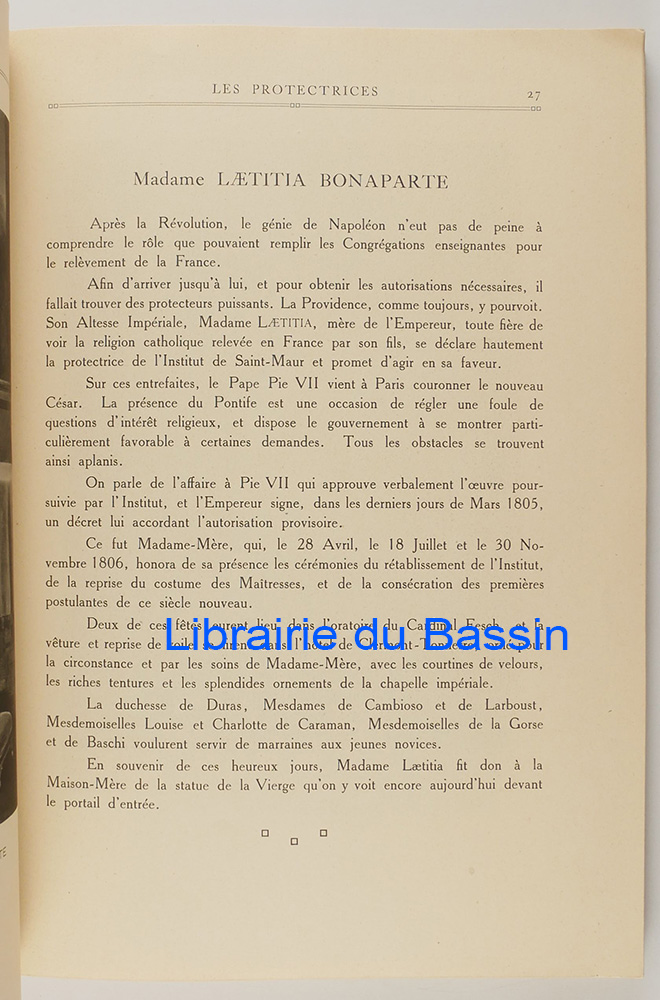 LES PROTECTRICES
27
Madame LÆTITIA BONAPARTE
Après la Révolution, le génie de Napoléon n'eut pas de peine à
comprendre le rôle que pouvaient remplir les Congrégations enseignantes pour
le relèvement de la France.
Afin d'arriver jusqu'à lui, et pour obtenir les autorisations nécessaires, il
fallait trouver des protecteurs puissants. La Providence, comme toujours, y pourvoit.
Son Altesse Impériale, Madame LÆTITIA, mère de l'Empereur, toute fière de
voir la religion catholique relevée en France par son fils, se déclare hautement
la protectrice de l'Institut de Saint-Maur et promet d'agir en sa faveur.
Sur ces entrefaites, le Pape Pie VII vient à Paris couronner le nouveau
César. La présence du Pontife est une occasion de régler une foule de
questions d'intérêt religieux, et dispose le gouvernement à se montrer parti-
culièrement favorable à certaines demandes. Tous les obstacles se trouvent
ainsi aplanis.
On parle de l'affaire à Pie VII qui approuve verbalement l'œuvre pour-
suivie par l'Institut, et l'Empereur signe, dans les derniers jours de Mars 1805,
un décret lui accordant l'autorisation provisoire.
Ce fut Madame-Mère, qui, le 28 Avril, le 18 Juillet et le 30 No-
vembre 1806, honora de sa présence les cérémonies du rétablissement de l'Institut,
de la reprise du costume des Maîtresses, et de la consécration des premières
postulantes de ce siècle nouveau.
Deux de ces fêtes eurent lieu dans l'oratoire du Cardinal Fesch, et la
vêture et reprise de voile se firent dans l'hôtel de Clermont-Tonnerre, pour
la circonstance et par les soins de Madame-Mère, avec les courtines de velours,
les riches tentures et les splendides ornements de la chapelle impériale.
La duchesse de Duras, Mesdames de Cambioso et de Larboust,
Mesdemoiselles Louise et Charlotte de Caraman, Mesdemoiselles de la Gorse
et de Baschi voulurent servir de marraines aux jeunes novices.
En souvenir de ces heureux jours, Madame Lætitia fit don à la
Maison-Mère de la statue de la Vierge qu'on y voit encore aujourd'hui devant
le portail d'entrée.
Librairie du Bassin